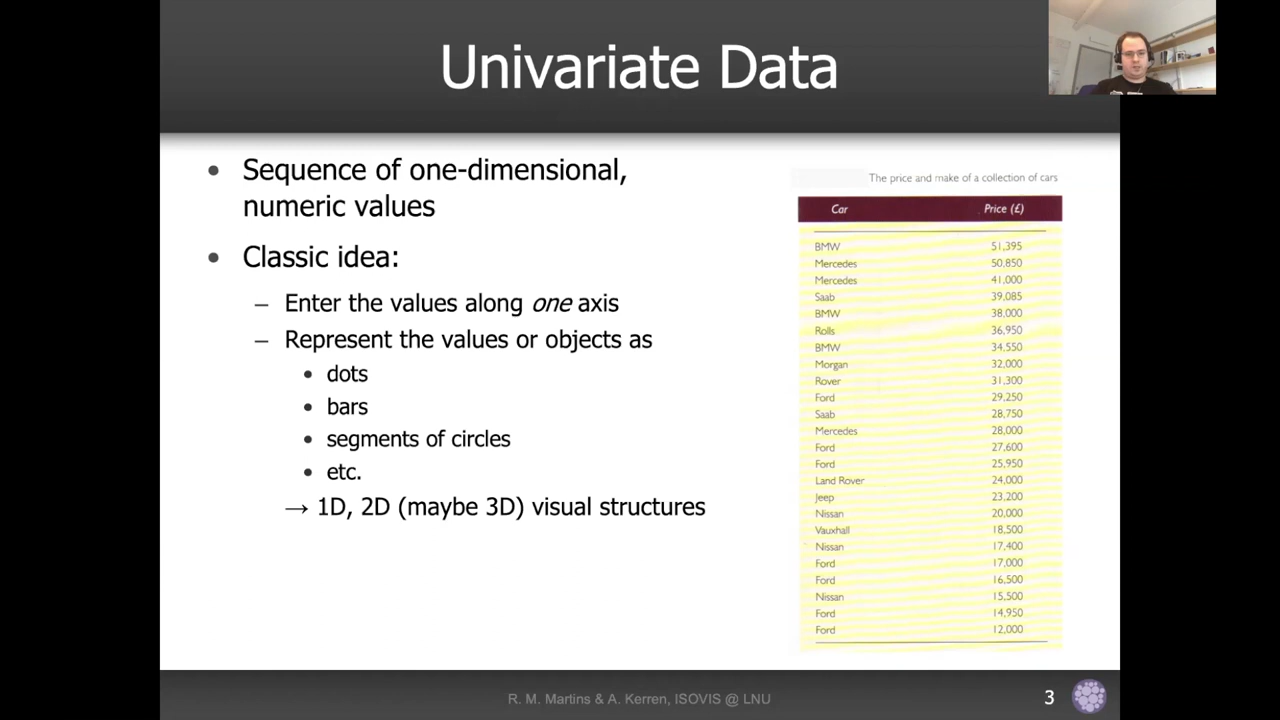 Univariate Data
• Sequence of one-dimensional,
numeric values
• Classic idea:
– Enter the values along one axis
– Represent the values or objects as
• dots
• bars
• segments of circles
• etc.
→ 1D, 2D (maybe 3D) visual structures
The price and make of a collection of cars
Car Price (£)
BMW 51,395
Mercedes 50,850
Mercedes 41,000
Saab 39,085
BMW 38,000
Rolls 36,950
BMW 34,550
Morgan 32,000
Rover 31,300
Ford 29,250
Saab 28,750
Mercedes 28,000
Ford 27,600
Ford 25,950
Land Rover 24,000
Jeep 23,200
Nissan 20,000
Vauxhall 18,500
Nissan 17,400
Ford 17,000
Ford 16,500
Nissan 15,500
Ford 14,950
Ford 12,000
R. M. Martins & A. Kerren, ISOVIS @ LNU
3